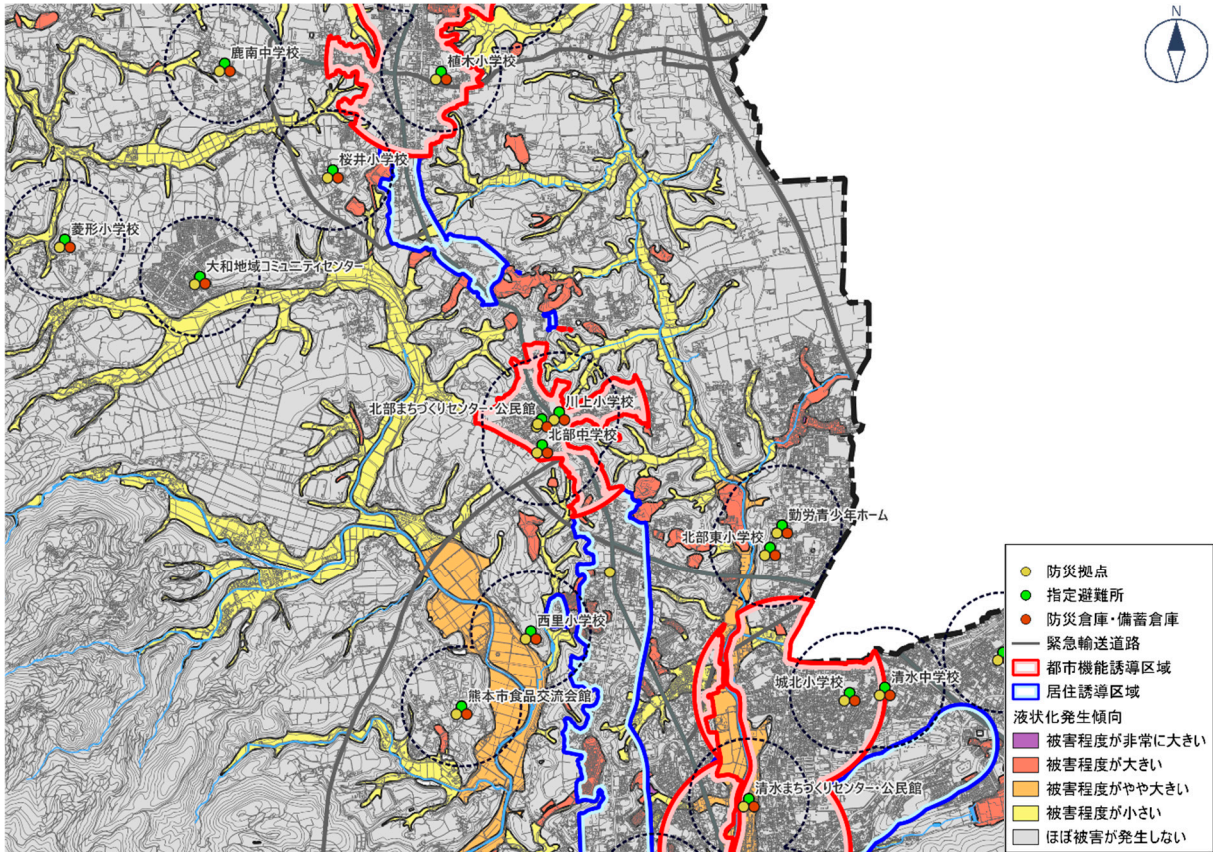 N
鹿南中学校
植木小学校
桜井小学校
菱形小学校
大和地域コミュニティセンタ
川上小学校
北部まちづくりセンター・公民館
北部中学校
勤労青少年ホーム
北部東小学校
西里小学校
城北小学校
清水中学校
熊本市食品交流会館
清水まちづくりセンター・公民館
防災拠点
指定避難所
防災倉庫・備蓄倉庫
緊急輸送道路
都市機能誘導区域
居住誘導区域
液状化発生傾向
被害程度が非常に大きい
被害程度が大きい
被害程度がやや大きい
被害程度が小さい
ほぼ被害が発生しない